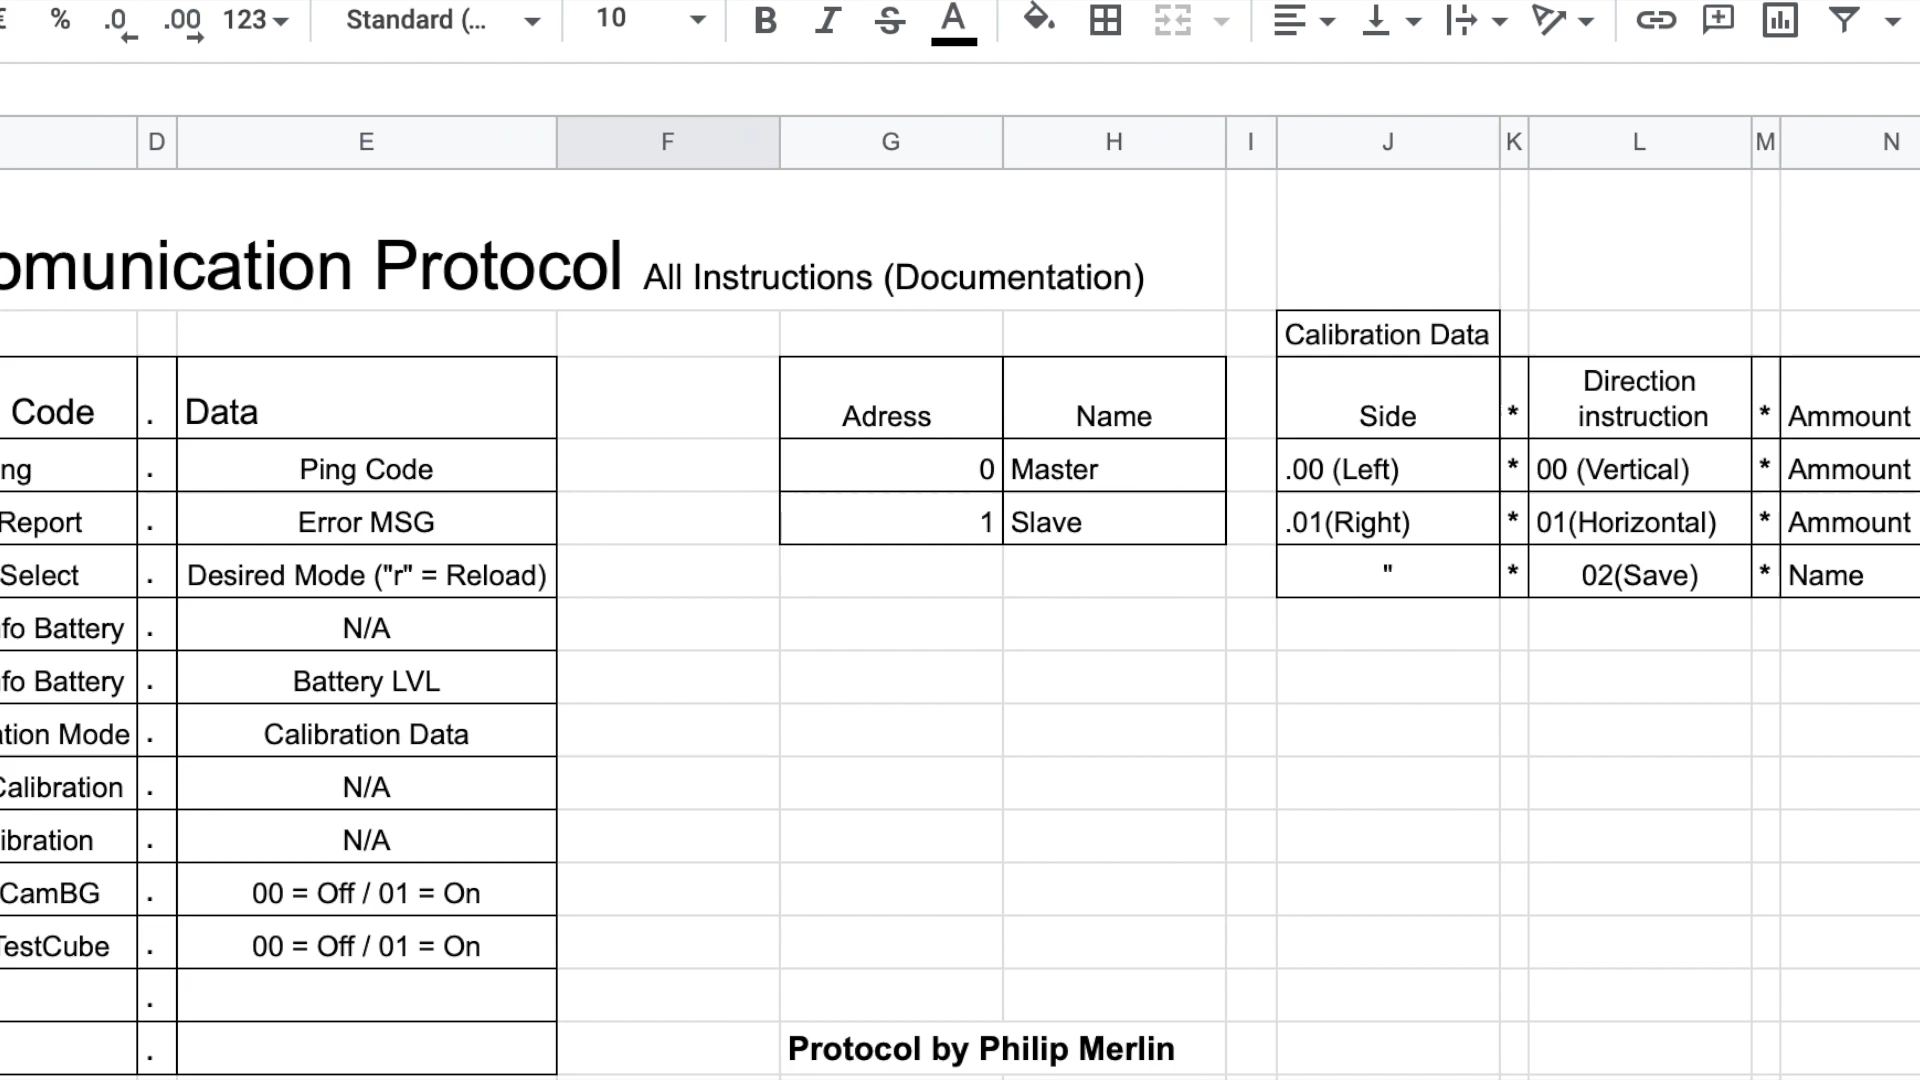 % .0 .00 123 Standard (... 10 B I S A
D E F G H I J K L M N
omunication Protocol All Instructions (Documentation)
Calibration Data
Code . Data Adress Name Side * Direction instruction * Ammount
ng . Ping Code 0 Master .00 (Left) * 00 (Vertical) * Ammount
Report . Error MSG 1 Slave .01(Right) * 01(Horizontal) * Ammount
Select . Desired Mode ("r" = Reload) " * 02(Save) * Name
fo Battery . N/A
fo Battery . Battery LVL
ation Mode . Calibration Data
Calibration . N/A
ibration . N/A
CamBG . 00 = Off / 01 = On
TestCube . 00 = Off / 01 = On
.
. Protocol by Philip Merlin